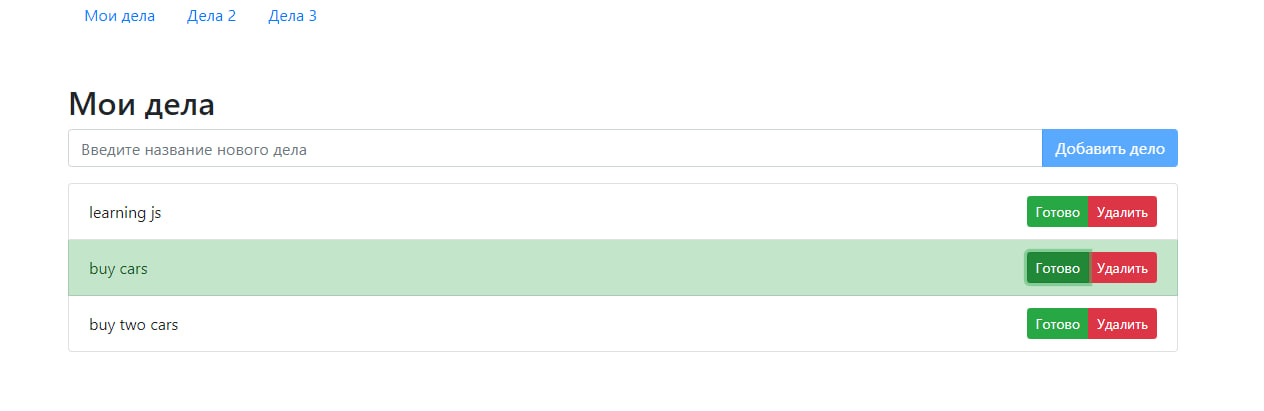 Мои дела Дела 2 Дела 3
Мои дела
Введите название нового дела Добавить дело
learning js Готово Удалить
buy cars Готово Удалить
buy two cars Готово Удалить